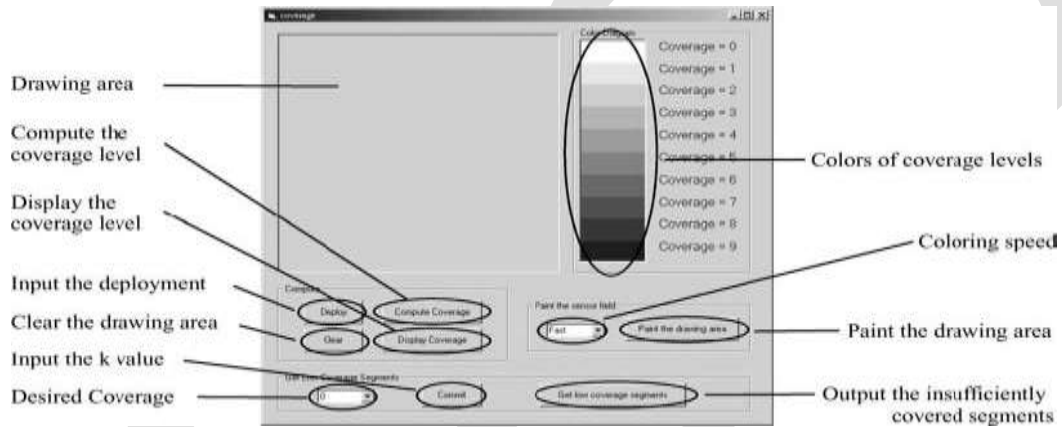 coverage
Drawing area
Compute the
coverage level
Display the
coverage level
Input the deployment
Clear the drawing area
Input the k value
Desired Coverage
Color Diagram
Coverage = 0
Coverage = 1
Coverage = 2
Coverage = 3
Coverage = 4
Coverage = 5
Coverage = 6
Coverage = 7
Coverage = 8
Coverage = 9
Colors of coverage levels
Coloring speed
Paint the drawing area
Output the insufficiently
covered segments
Compute
Deploy
Compute Coverage
Clear
Display Coverage
Paint the sensor field
Fast
Paint the drawing area
Get Low Coverage Segments
0
Commit
Get low coverage segments